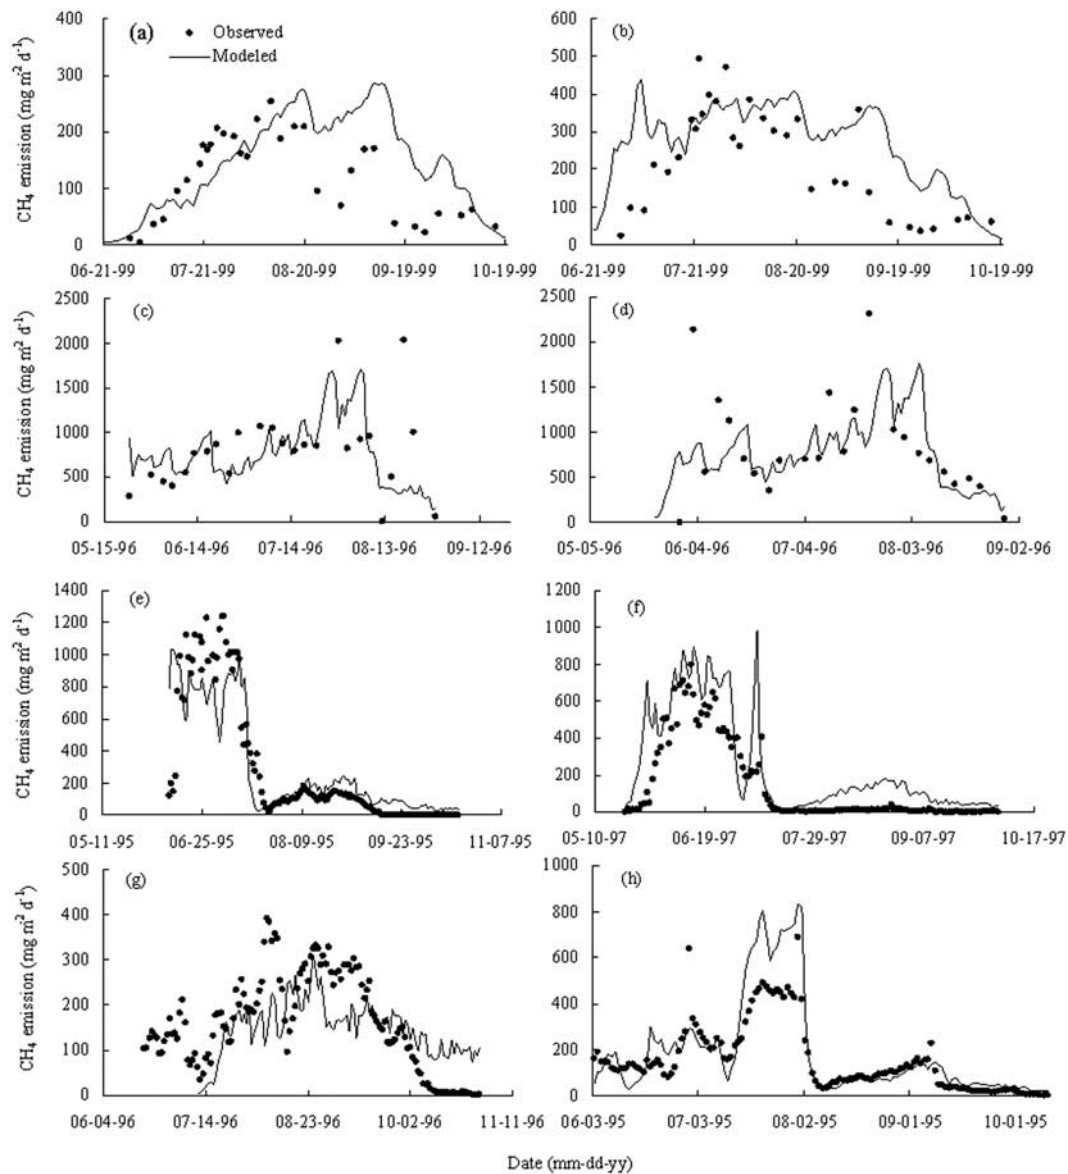 (a)
Observed
Modeled
400
300
200
100
0
CH4 emission (mg m² d⁻¹)
06-21-99 07-21-99 08-20-99 09-19-99 10-19-99
(b)
600
500
400
300
200
100
0
06-21-99 07-21-99 08-20-99 09-19-99 10-19-99
(c)
2500
2000
1500
1000
500
0
CH4 emission (mg m² d⁻¹)
05-15-96 06-14-96 07-14-96 08-13-96 09-12-96
(d)
2500
2000
1500
1000
500
0
05-05-96 06-04-96 07-04-96 08-03-96 09-02-96
(e)
1400
1200
1000
800
600
400
200
0
CH4 emission (mg m² d⁻¹)
05-11-95 06-25-95 08-09-95 09-23-95 11-07-95
(f)
1200
1000
800
600
400
200
0
05-10-97 06-19-97 07-29-97 09-07-97 10-17-97
(g)
500
400
300
200
100
0
CH4 emission (mg m² d⁻¹)
06-04-96 07-14-96 08-23-96 10-02-96 11-11-96
(h)
1000
800
600
400
200
0
06-03-95 07-03-95 08-02-95 09-01-95 10-01-95
Date (mm-dd-yy)